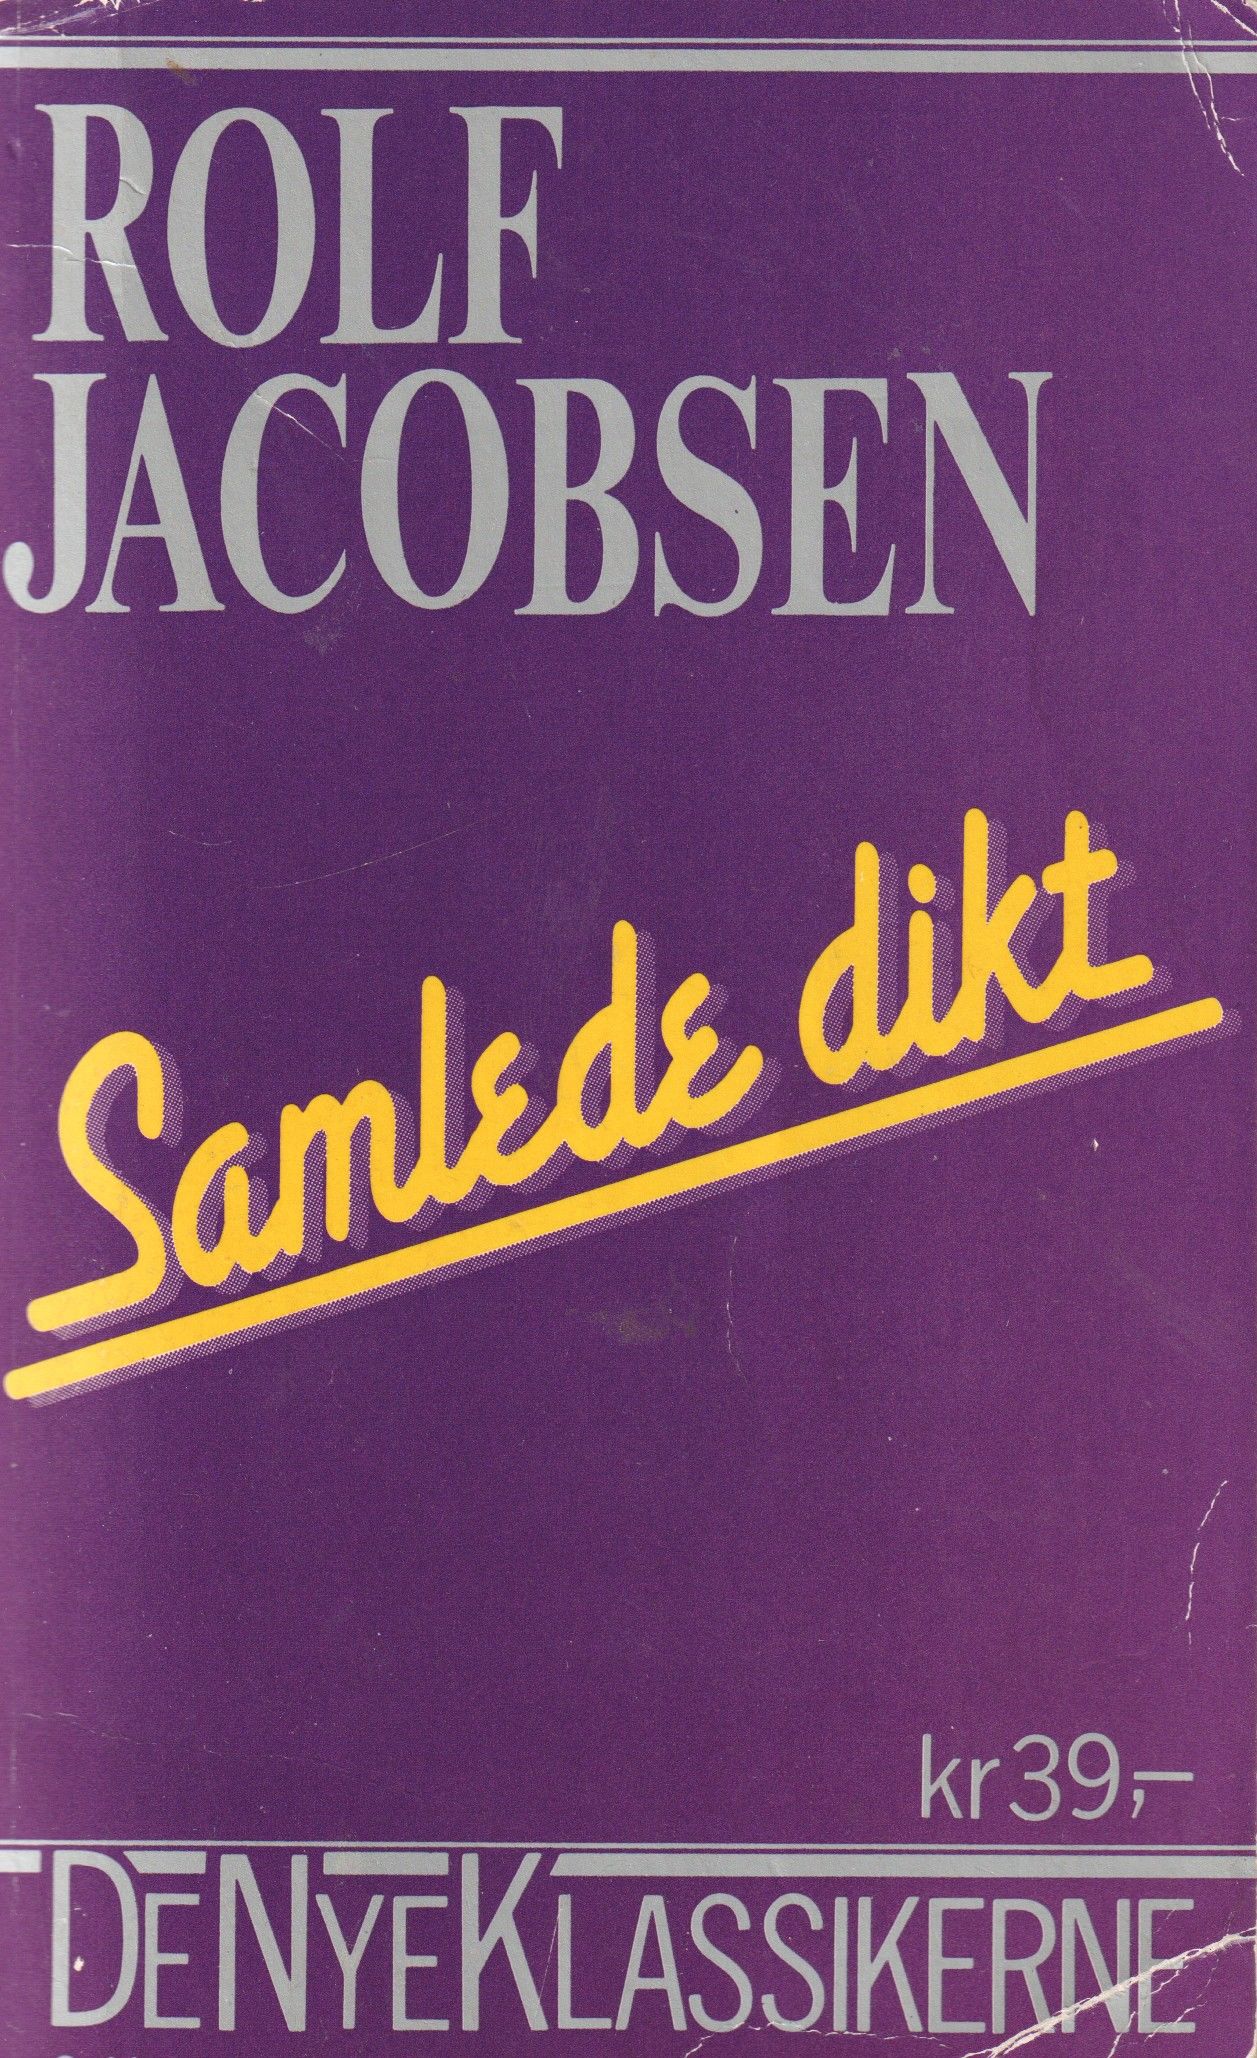 ROLF
JACOBSEN
Samlede dikt
kr 39,-
DE NYE KLASSIKERNE